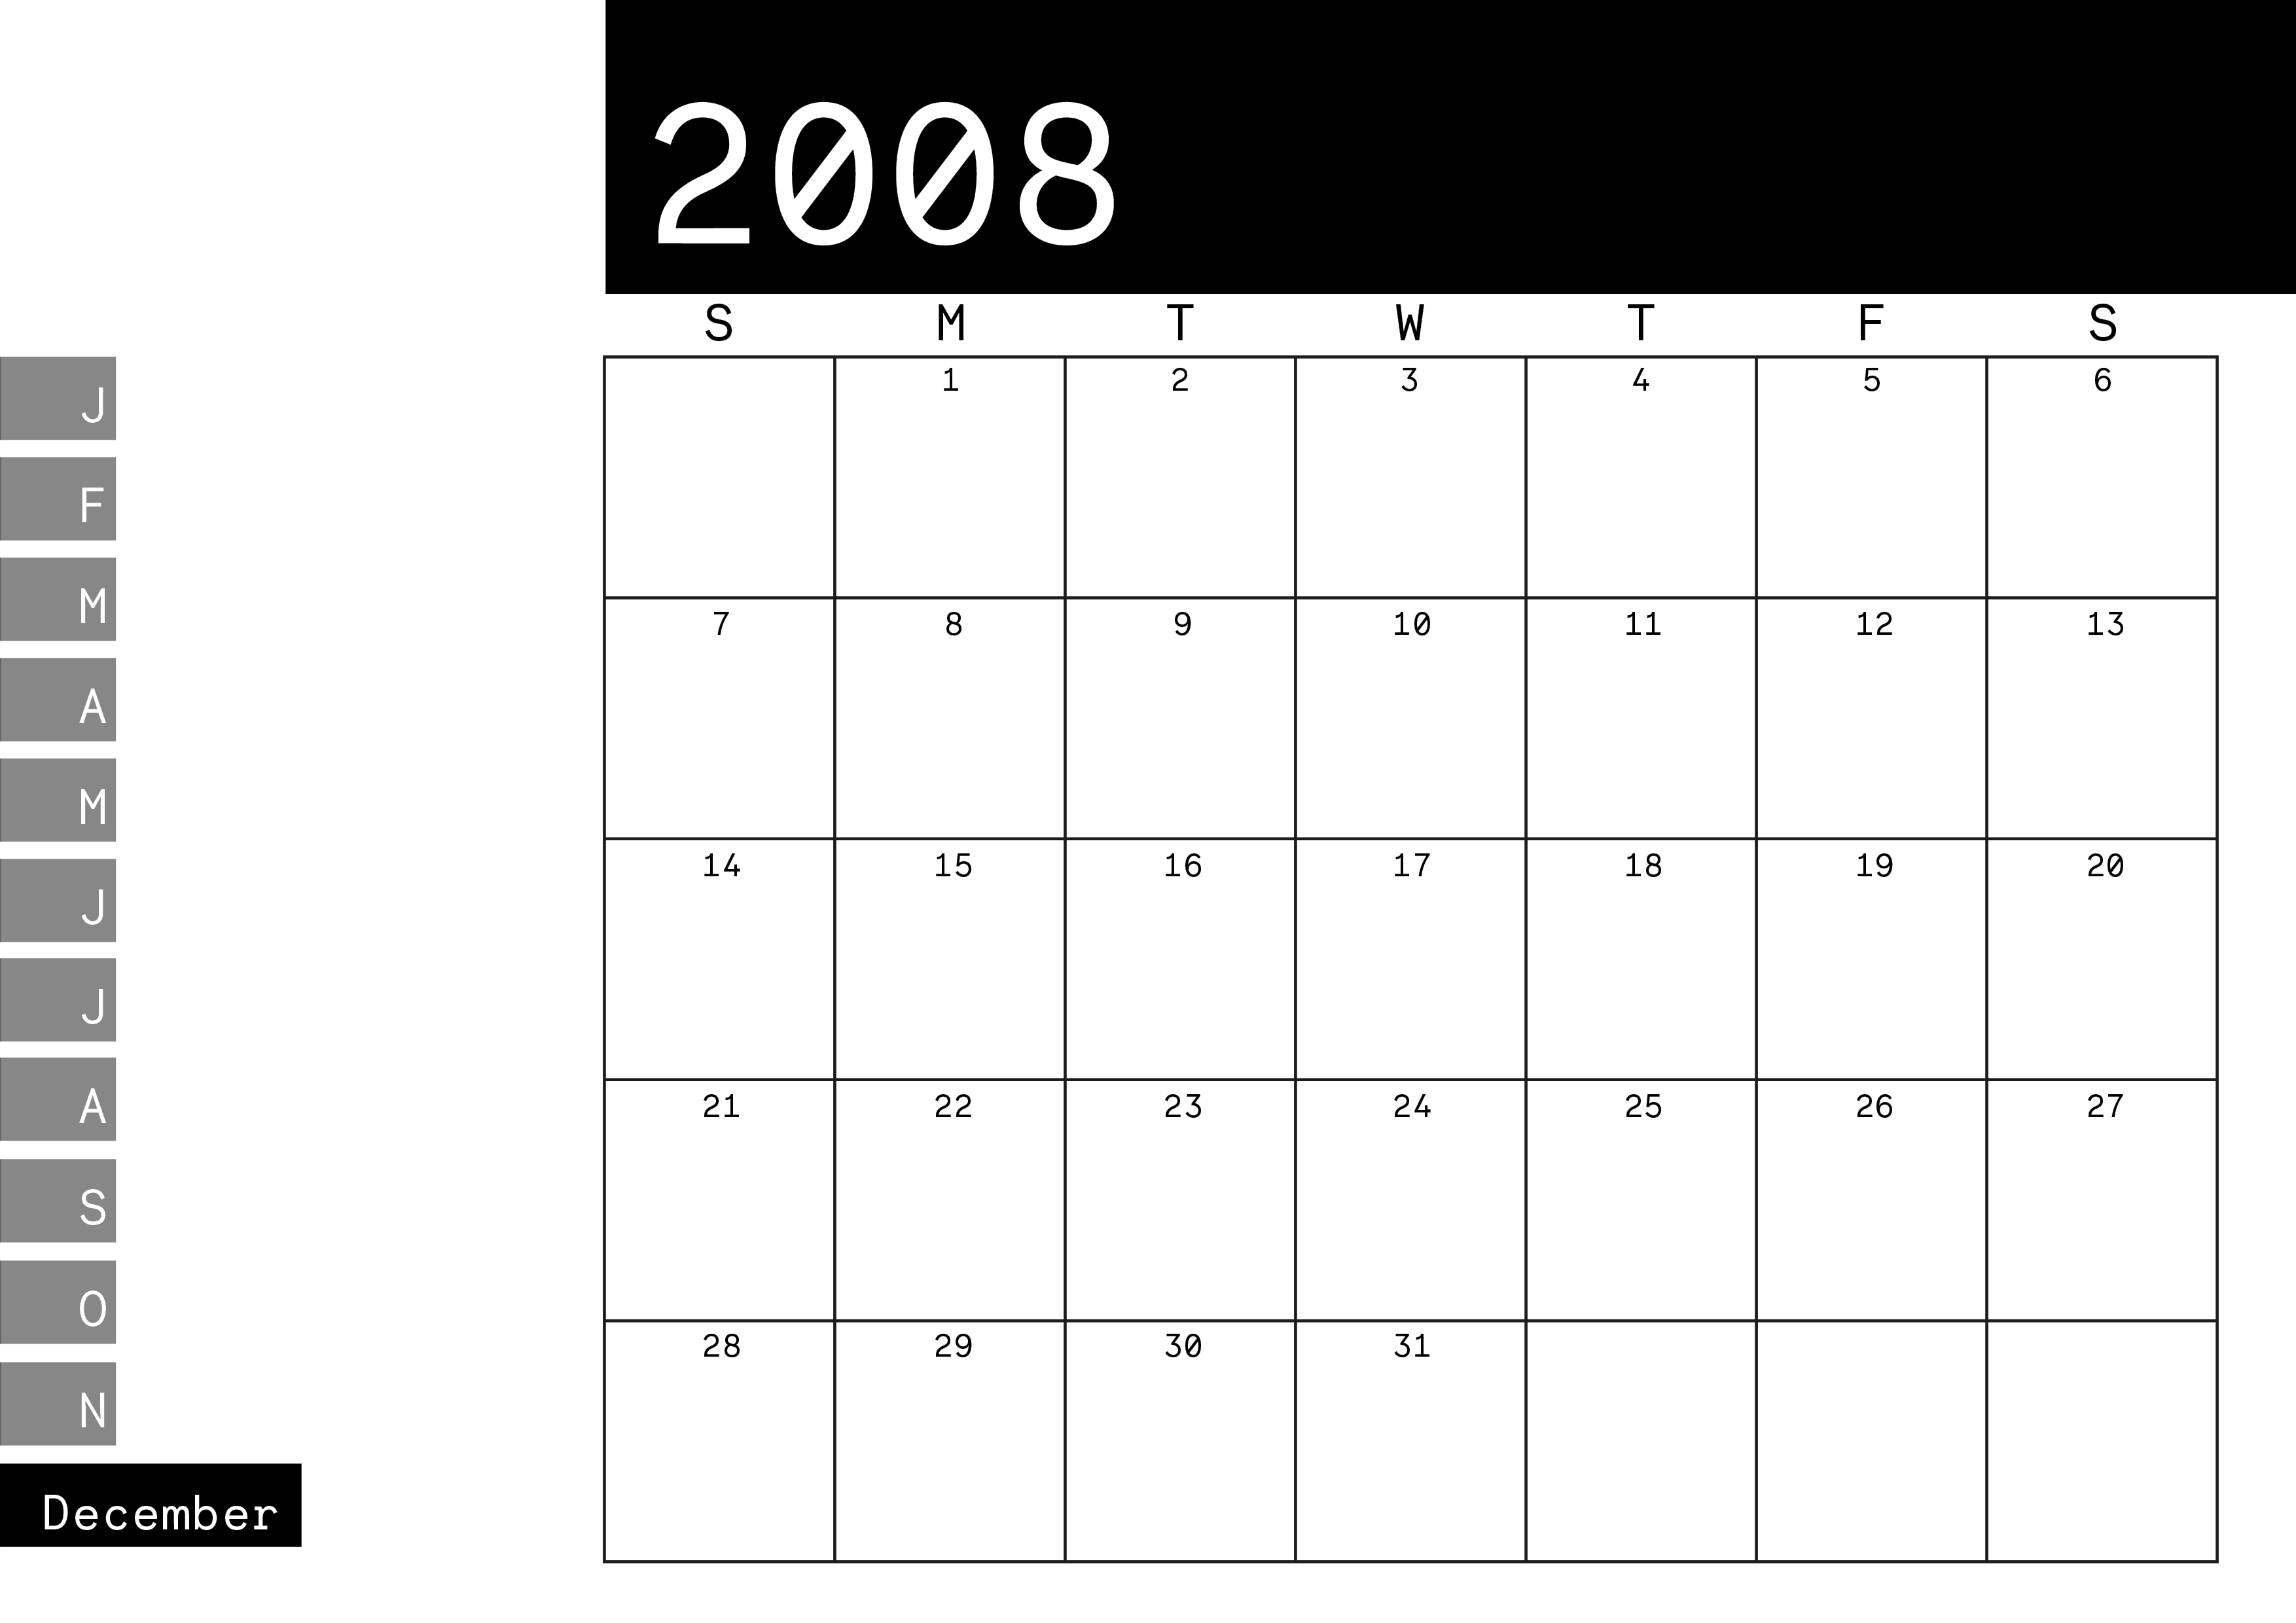 2008
S M T W T F S
1 2 3 4 5 6
7 8 9 10 11 12 13
14 15 16 17 18 19 20
21 22 23 24 25 26 27
28 29 30 31
J
F
M
A
M
J
J
A
S
O
N
December